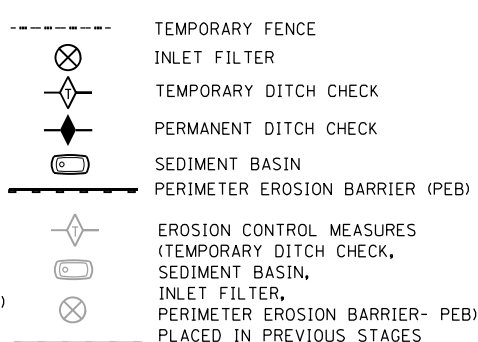 TEMPORARY FENCE
INLET FILTER
T TEMPORARY DITCH CHECK
PERMANENT DITCH CHECK
SEDIMENT BASIN
PERIMETER EROSION BARRIER (PEB)
T EROSION CONTROL MEASURES
(TEMPORARY DITCH CHECK,
SEDIMENT BASIN,
INLET FILTER,
) PERIMETER EROSION BARRIER- PEB)
PLACED IN PREVIOUS STAGES